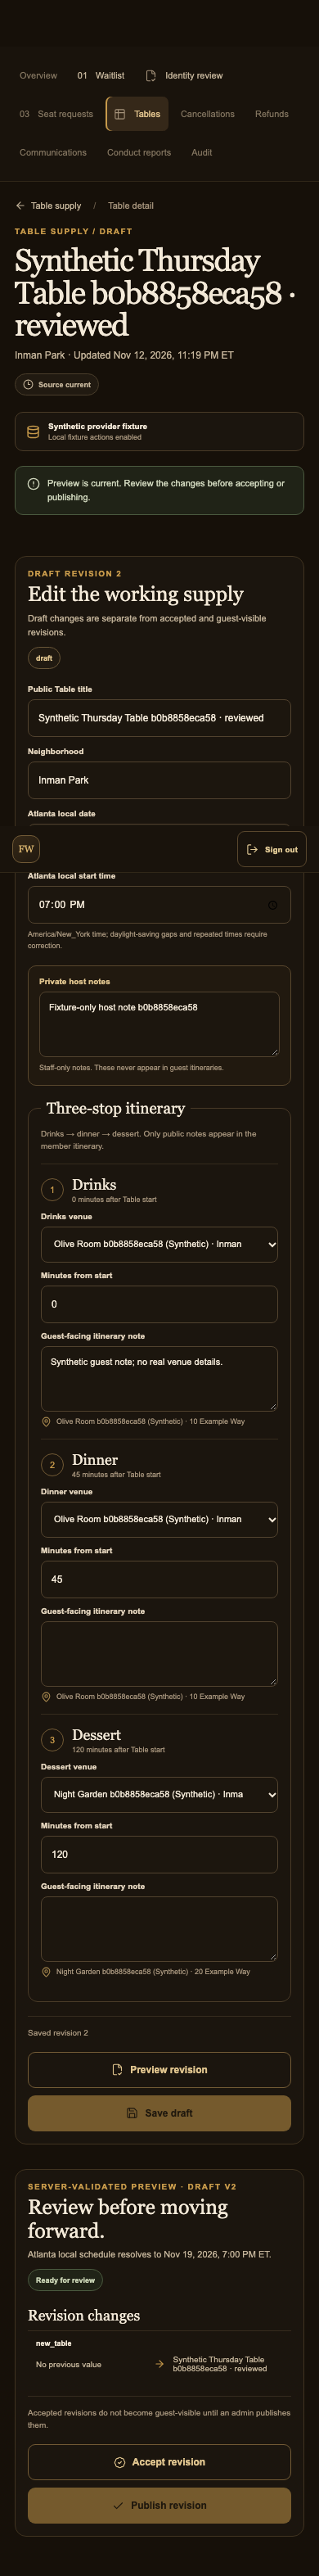 Overview 01 Waitlist Identity review
03 Seat requests Tables Cancellations Refunds
Communications Conduct reports Audit
Table supply / Table detail
TABLE SUPPLY / DRAFT
Synthetic Thursday
Table b0b8858eca58 ·
reviewed
Inman Park · Updated Nov 12, 2026, 11:19 PM ET
Source current
Synthetic provider fixture
Local fixture actions enabled
Preview is current. Review the changes before accepting or
publishing.
DRAFT REVISION 2
Edit the working supply
Draft changes are separate from accepted and guest-visible
revisions.
draft
Public Table title
Synthetic Thursday Table b0b8858eca58 · reviewed
Neighborhood
Inman Park
Atlanta local date
FW Sign out
Atlanta local start time
07:00 PM
America/New_York time; daylight-saving gaps and repeated times require
correction.
Private host notes
Fixture-only host note b0b8858eca58
Staff-only notes. These never appear in guest itineraries.
Three-stop itinerary
Drinks → dinner → dessert. Only public notes appear in the
member itinerary.
1 Drinks
0 minutes after Table start
Drinks venue
Olive Room b0b8858eca58 (Synthetic) · Inman
Minutes from start
0
Guest-facing itinerary note
Synthetic guest note; no real venue details.
Olive Room b0b8858eca58 (Synthetic) · 10 Example Way
2 Dinner
45 minutes after Table start
Dinner venue
Olive Room b0b8858eca58 (Synthetic) · Inman
Minutes from start
45
Guest-facing itinerary note
Olive Room b0b8858eca58 (Synthetic) · 10 Example Way
3 Dessert
120 minutes after Table start
Dessert venue
Night Garden b0b8858eca58 (Synthetic) · Inma
Minutes from start
120
Guest-facing itinerary note
Night Garden b0b8858eca58 (Synthetic) · 20 Example Way
Saved revision 2
Preview revision
Save draft
SERVER-VALIDATED PREVIEW · DRAFT V2
Review before moving
forward.
Atlanta local schedule resolves to Nov 19, 2026, 7:00 PM ET.
Ready for review
Revision changes
new_table
No previous value → Synthetic Thursday Table
b0b8858eca58 · reviewed
Accepted revisions do not become guest-visible until an admin publishes
them.
Accept revision
Publish revision